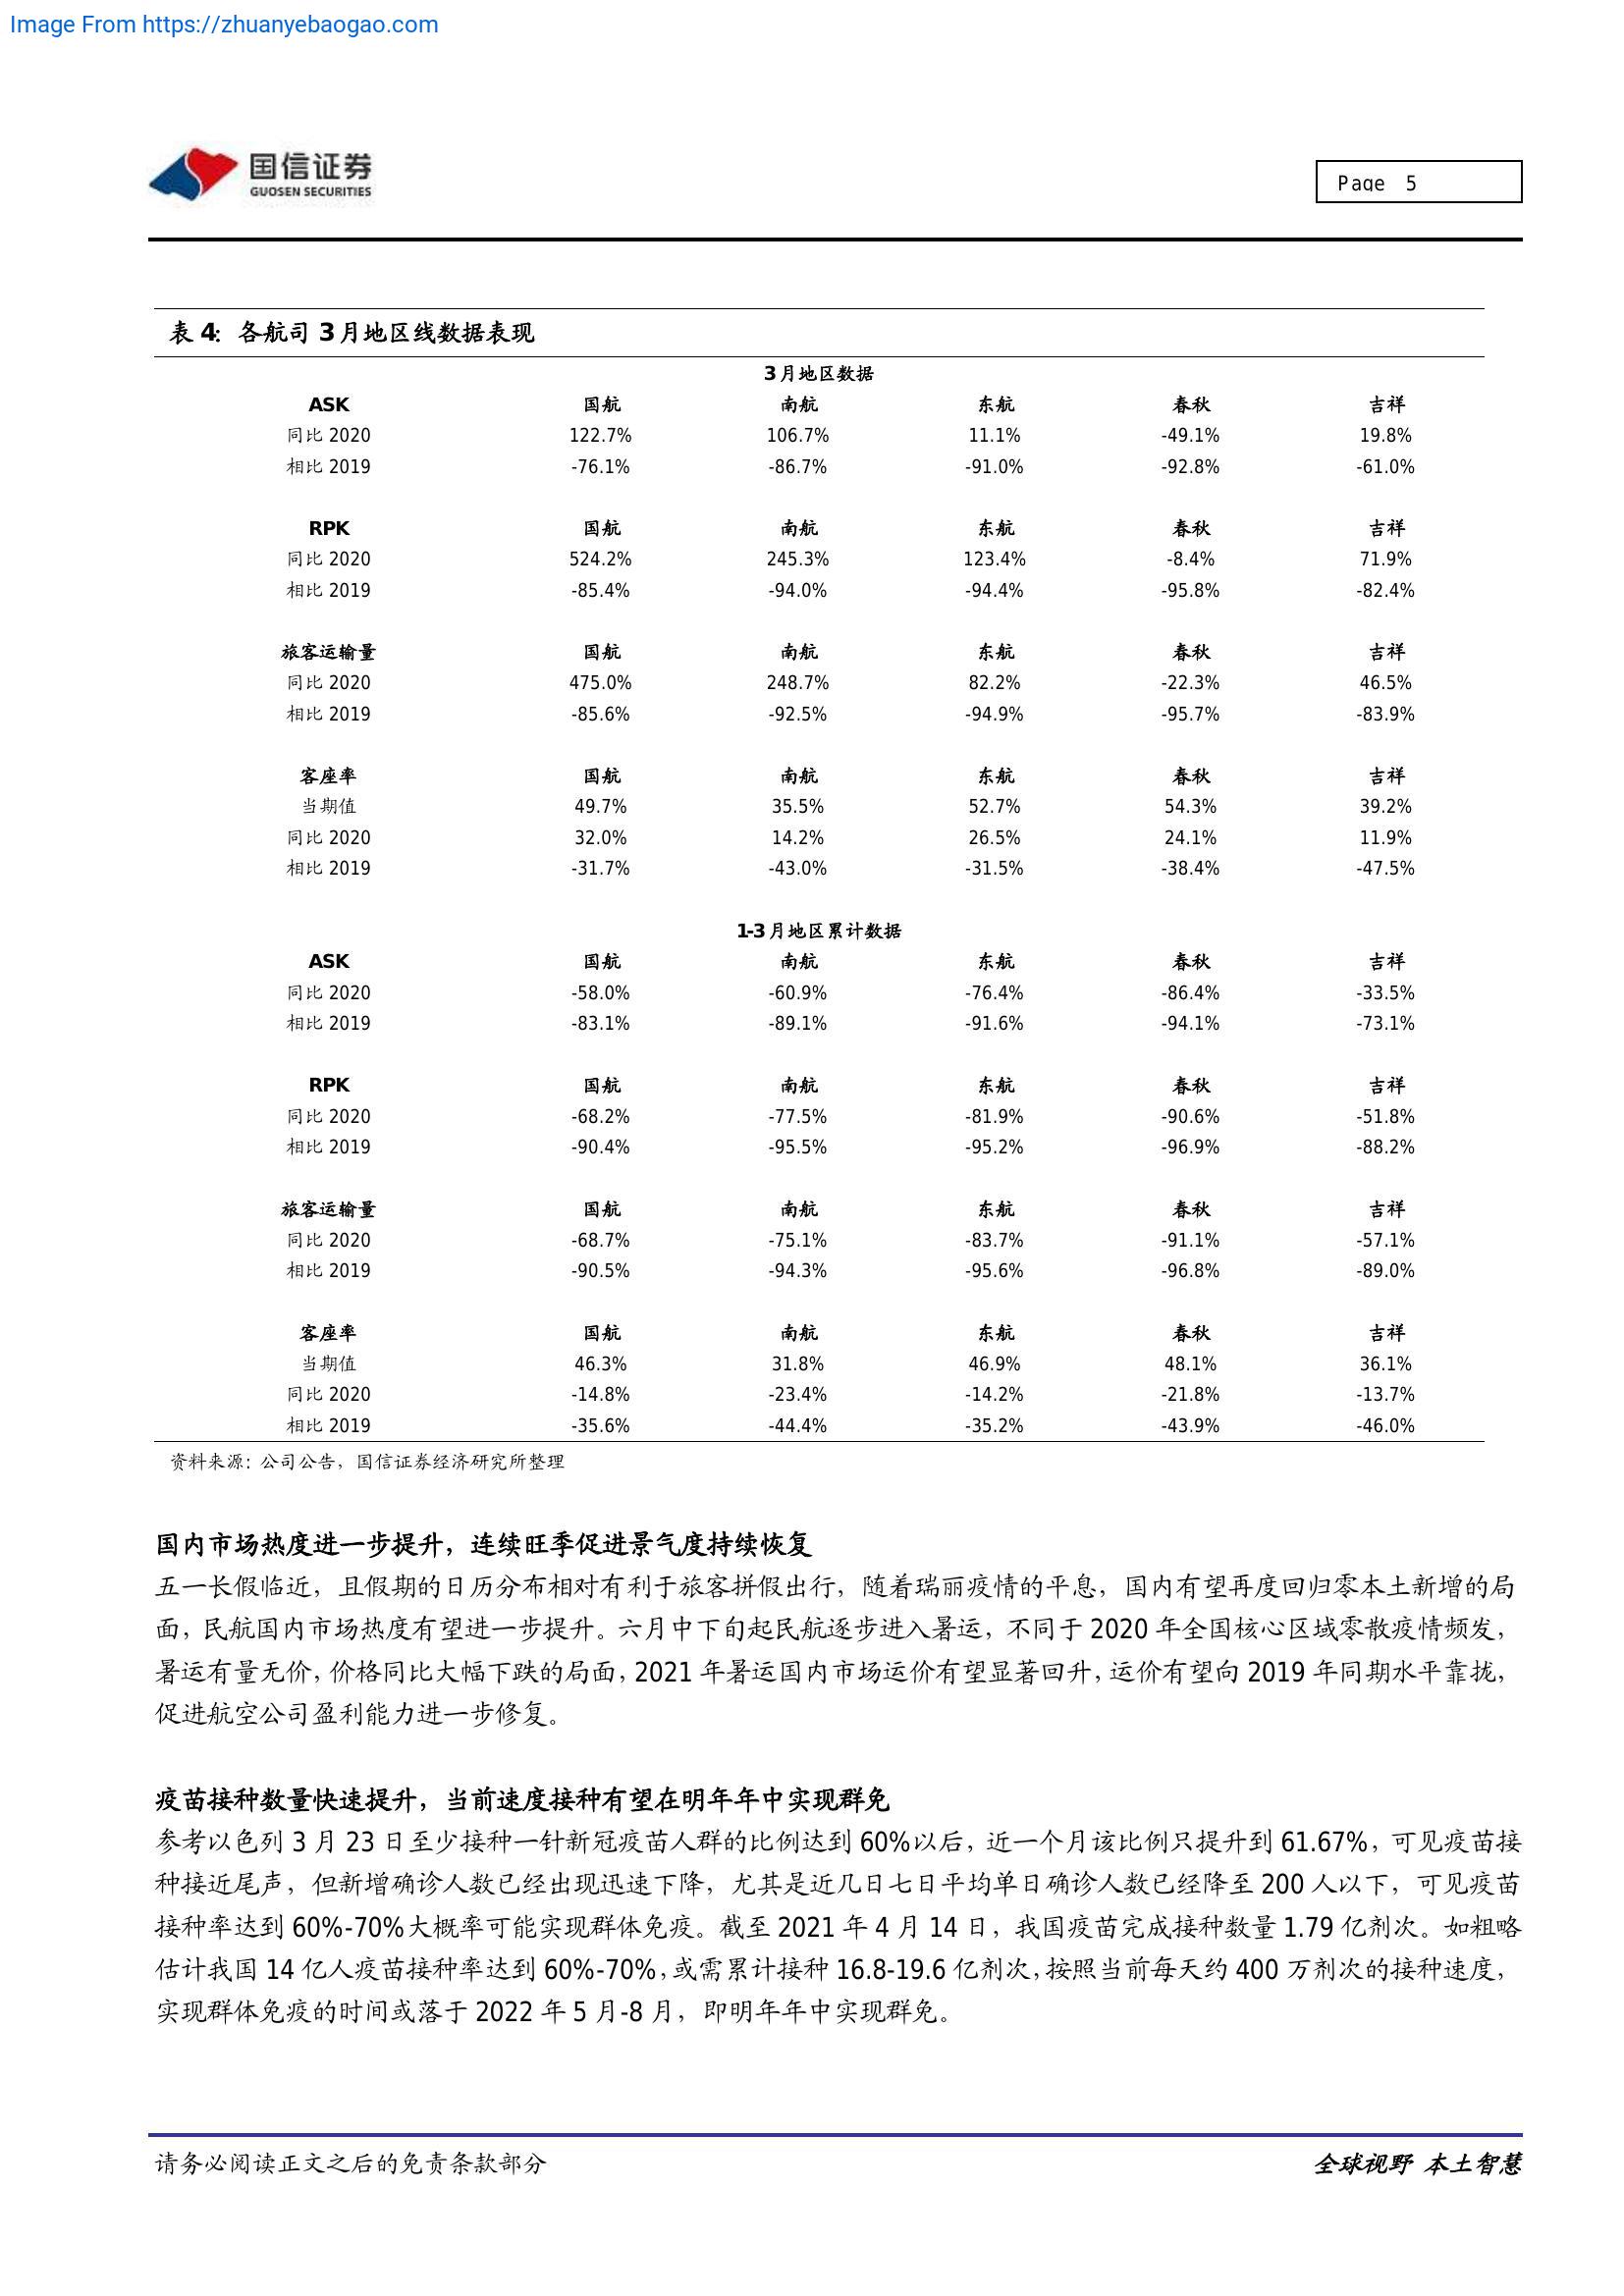 Image From https://zhuanyebaogao.com
国信证券
GUOSEN SECURITIES
Page 5
表 4: 各航司 3 月地区线数据表现
3 月地区数据
ASK 国航 南航 东航 春秋 吉祥
同比 2020 122.7% 106.7% 11.1% -49.1% 19.8%
相比 2019 -76.1% -86.7% -91.0% -92.8% -61.0%
RPK 国航 南航 东航 春秋 吉祥
同比 2020 524.2% 245.3% 123.4% -8.4% 71.9%
相比 2019 -85.4% -94.0% -94.4% -95.8% -82.4%
旅客运输量 国航 南航 东航 春秋 吉祥
同比 2020 475.0% 248.7% 82.2% -22.3% 46.5%
相比 2019 -85.6% -92.5% -94.9% -95.7% -83.9%
客座率 国航 南航 东航 春秋 吉祥
当期值 49.7% 35.5% 52.7% 54.3% 39.2%
同比 2020 32.0% 14.2% 26.5% 24.1% 11.9%
相比 2019 -31.7% -43.0% -31.5% -38.4% -47.5%
1-3 月地区累计数据
ASK 国航 南航 东航 春秋 吉祥
同比 2020 -58.0% -60.9% -76.4% -86.4% -33.5%
相比 2019 -83.1% -89.1% -91.6% -94.1% -73.1%
RPK 国航 南航 东航 春秋 吉祥
同比 2020 -68.2% -77.5% -81.9% -90.6% -51.8%
相比 2019 -90.4% -95.5% -95.2% -96.9% -88.2%
旅客运输量 国航 南航 东航 春秋 吉祥
同比 2020 -68.7% -75.1% -83.7% -91.1% -57.1%
相比 2019 -90.5% -94.3% -95.6% -96.8% -89.0%
客座率 国航 南航 东航 春秋 吉祥
当期值 46.3% 31.8% 46.9% 48.1% 36.1%
同比 2020 -14.8% -23.4% -14.2% -21.8% -13.7%
相比 2019 -35.6% -44.4% -35.2% -43.9% -46.0%
资料来源: 公司公告，国信证券经济研究所整理
国内市场热度进一步提升，连续旺季促进景气度持续恢复
五一长假临近，且假期的日历分布相对有利于旅客拼假出行，随着瑞丽疫情的平息，国内有望再度回归零本土新增的局
面，民航国内市场热度有望进一步提升。六月中下旬起民航逐步进入暑运，不同于 2020 年全国核心区域零散疫情频发，
暑运有量无价，价格同比大幅下跌的局面，2021 年暑运国内市场运价有望显著回升，运价有望向 2019 年同期水平靠拢，
促进航空公司盈利能力进一步修复。
疫苗接种数量快速提升，当前速度接种有望在明年年中实现群免
参考以色列 3 月 23 日至少接种一针新冠疫苗人群的比例达到 60%以后，近一个月该比例只提升到 61.67%，可见疫苗接
种接近尾声，但新增确诊人数已经出现迅速下降，尤其是近几日七日平均单日确诊人数已经降至 200 人以下，可见疫苗
接种率达到 60%-70%大概率可能实现群体免疫。截至 2021 年 4 月 14 日，我国疫苗完成接种数量 1.79 亿剂次。如粗略
估计我国 14 亿人疫苗接种率达到 60%-70%，或需累计接种 16.8-19.6 亿剂次，按照当前每天约 400 万剂次的接种速度，
实现群体免疫的时间或落于 2022 年 5 月-8 月，即明年年中实现群免。
请务必阅读正文之后的免责条款部分
全球视野 本土智慧